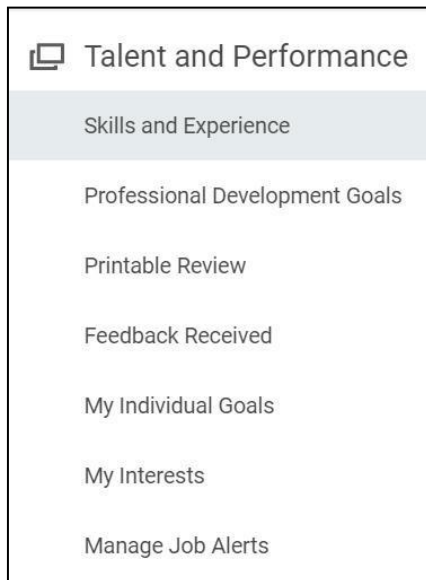 Talent and Performance
Skills and Experience
Professional Development Goals
Printable Review
Feedback Received
My Individual Goals
My Interests
Manage Job Alerts